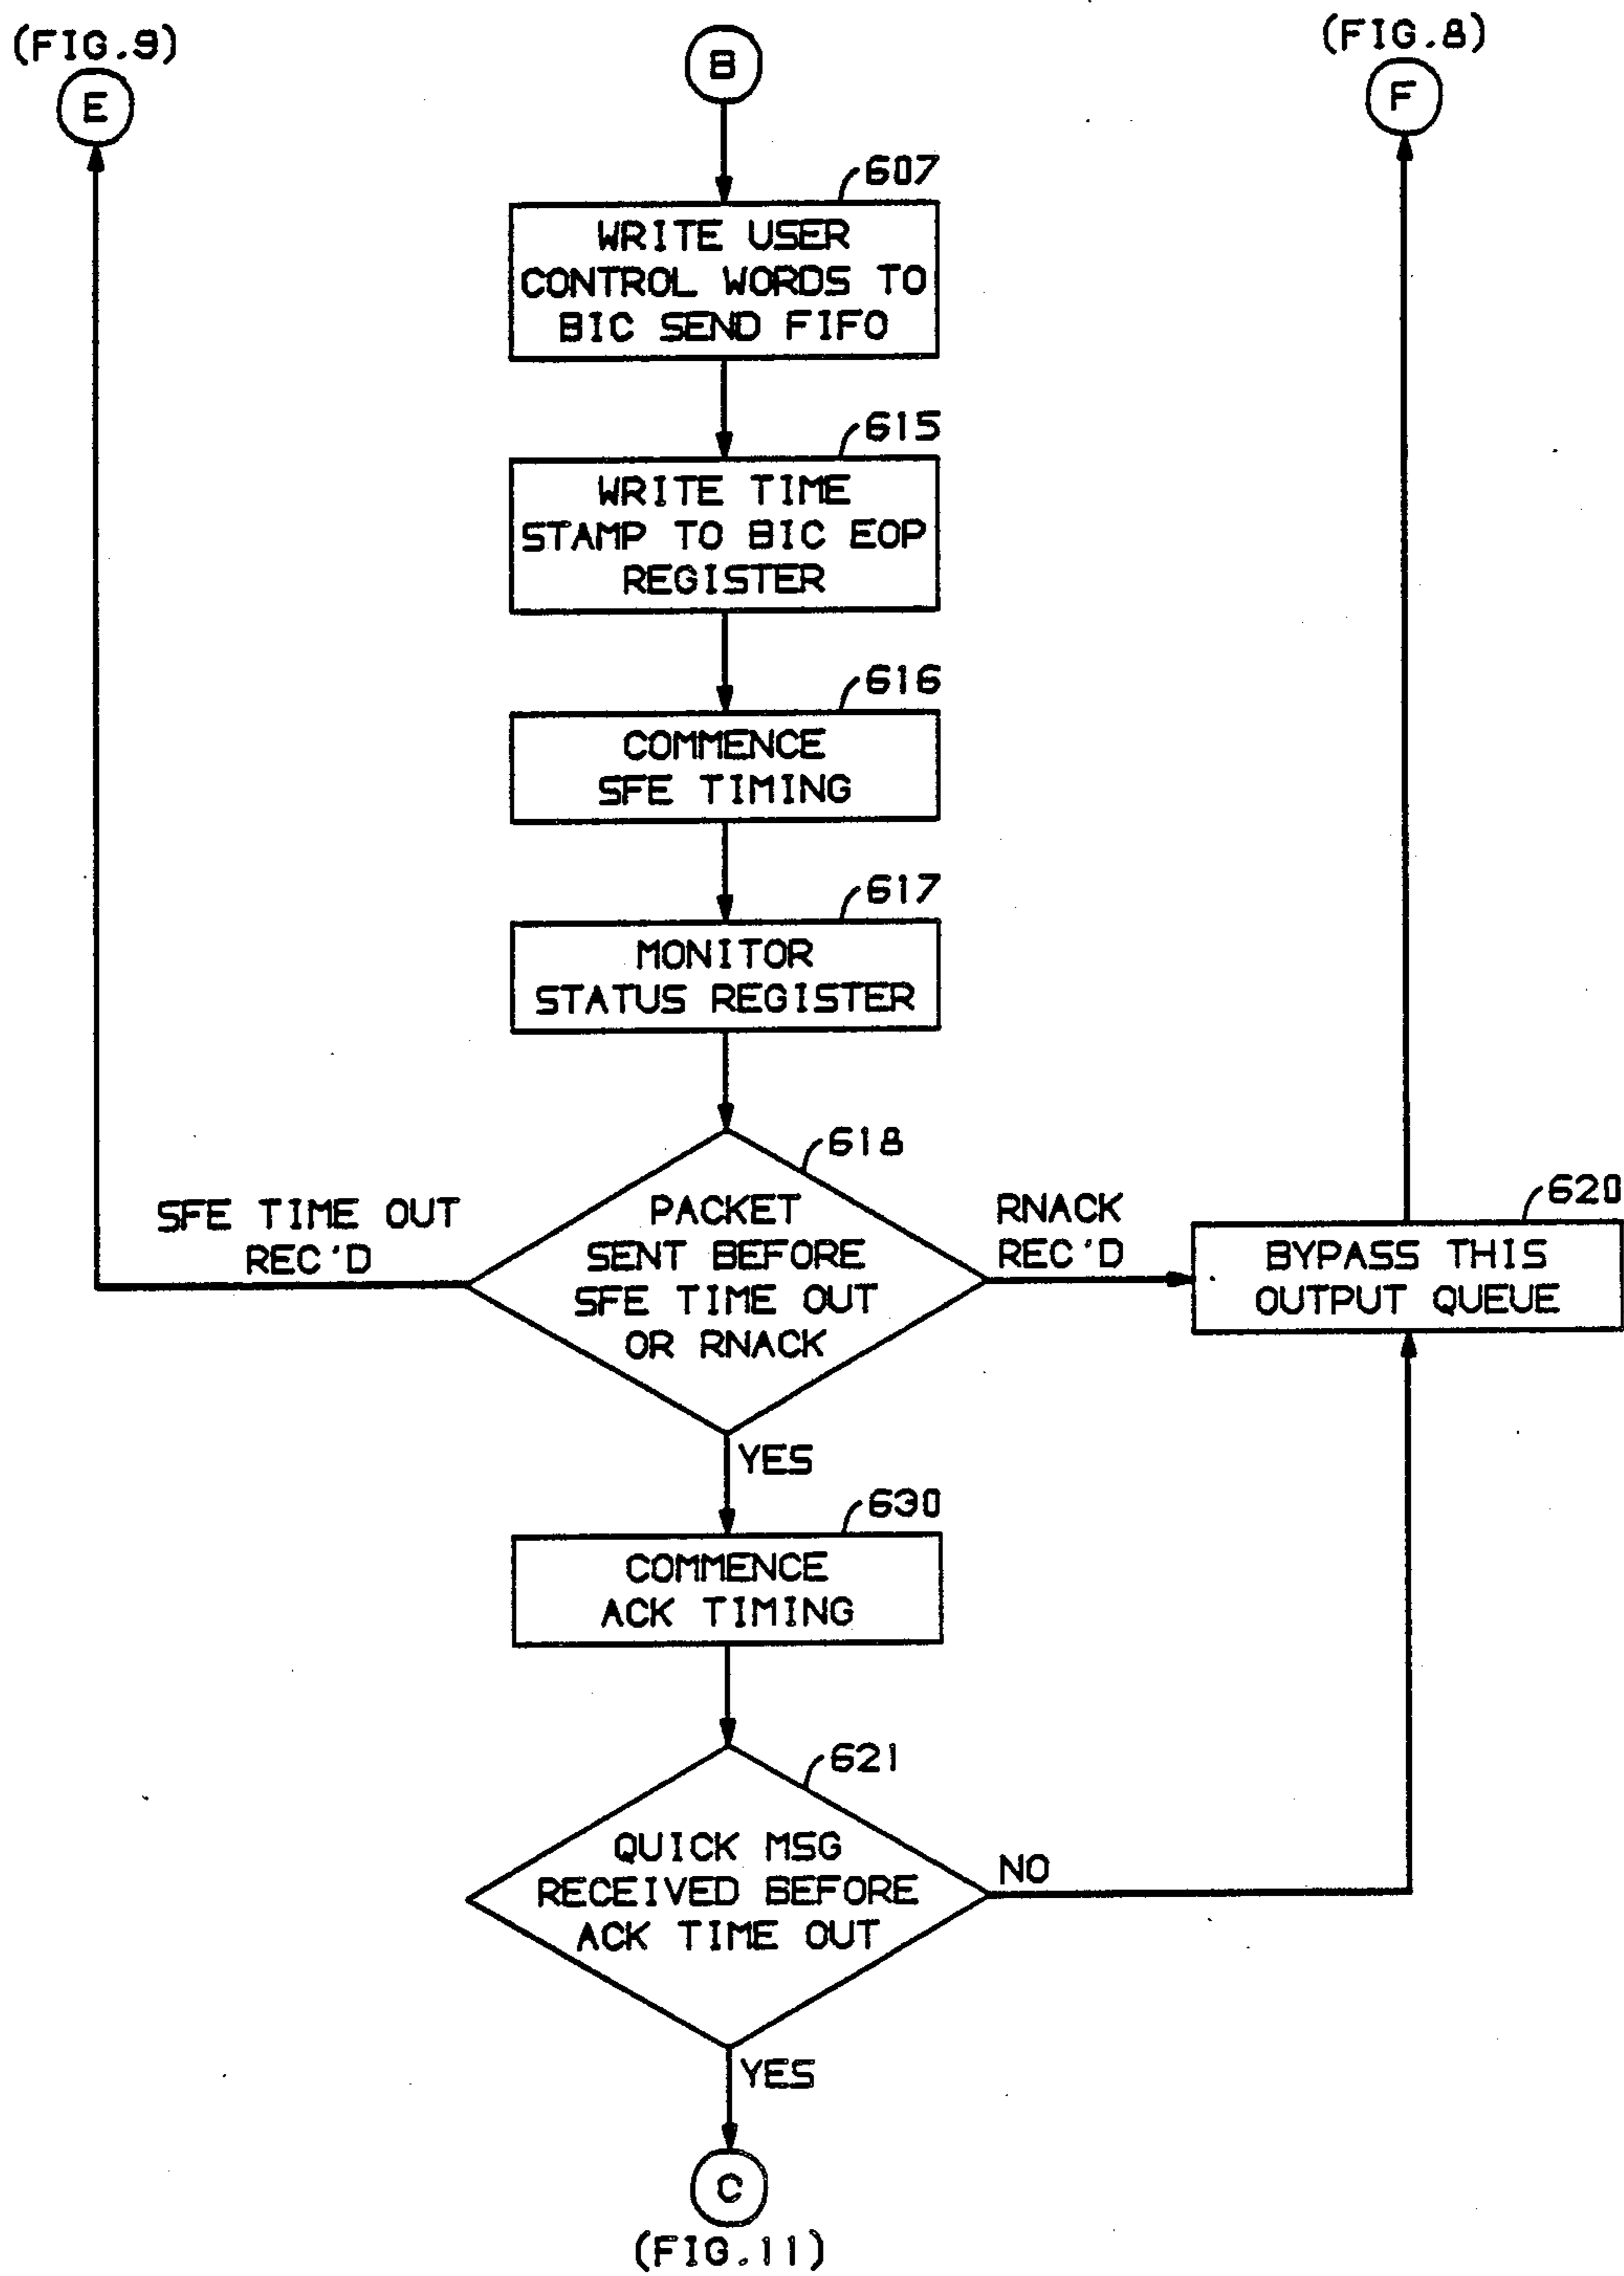 (FIG.9)
E
B
(FIG.8)
F
607
WRITE USER
CONTROL WORDS TO
BIC SEND FIFO
615
WRITE TIME
STAMP TO BIC EOP
REGISTER
616
COMMENCE
SFE TIMING
617
MONITOR
STATUS REGISTER
618
PACKET
SENT BEFORE
SFE TIME OUT
OR RNACK
SFE TIME OUT
REC'D
RNACK
REC'D
620
BYPASS THIS
OUTPUT QUEUE
YES
630
COMMENCE
ACK TIMING
621
QUICK MSG
RECEIVED BEFORE
ACK TIME OUT
NO
YES
C
(FIG.11)